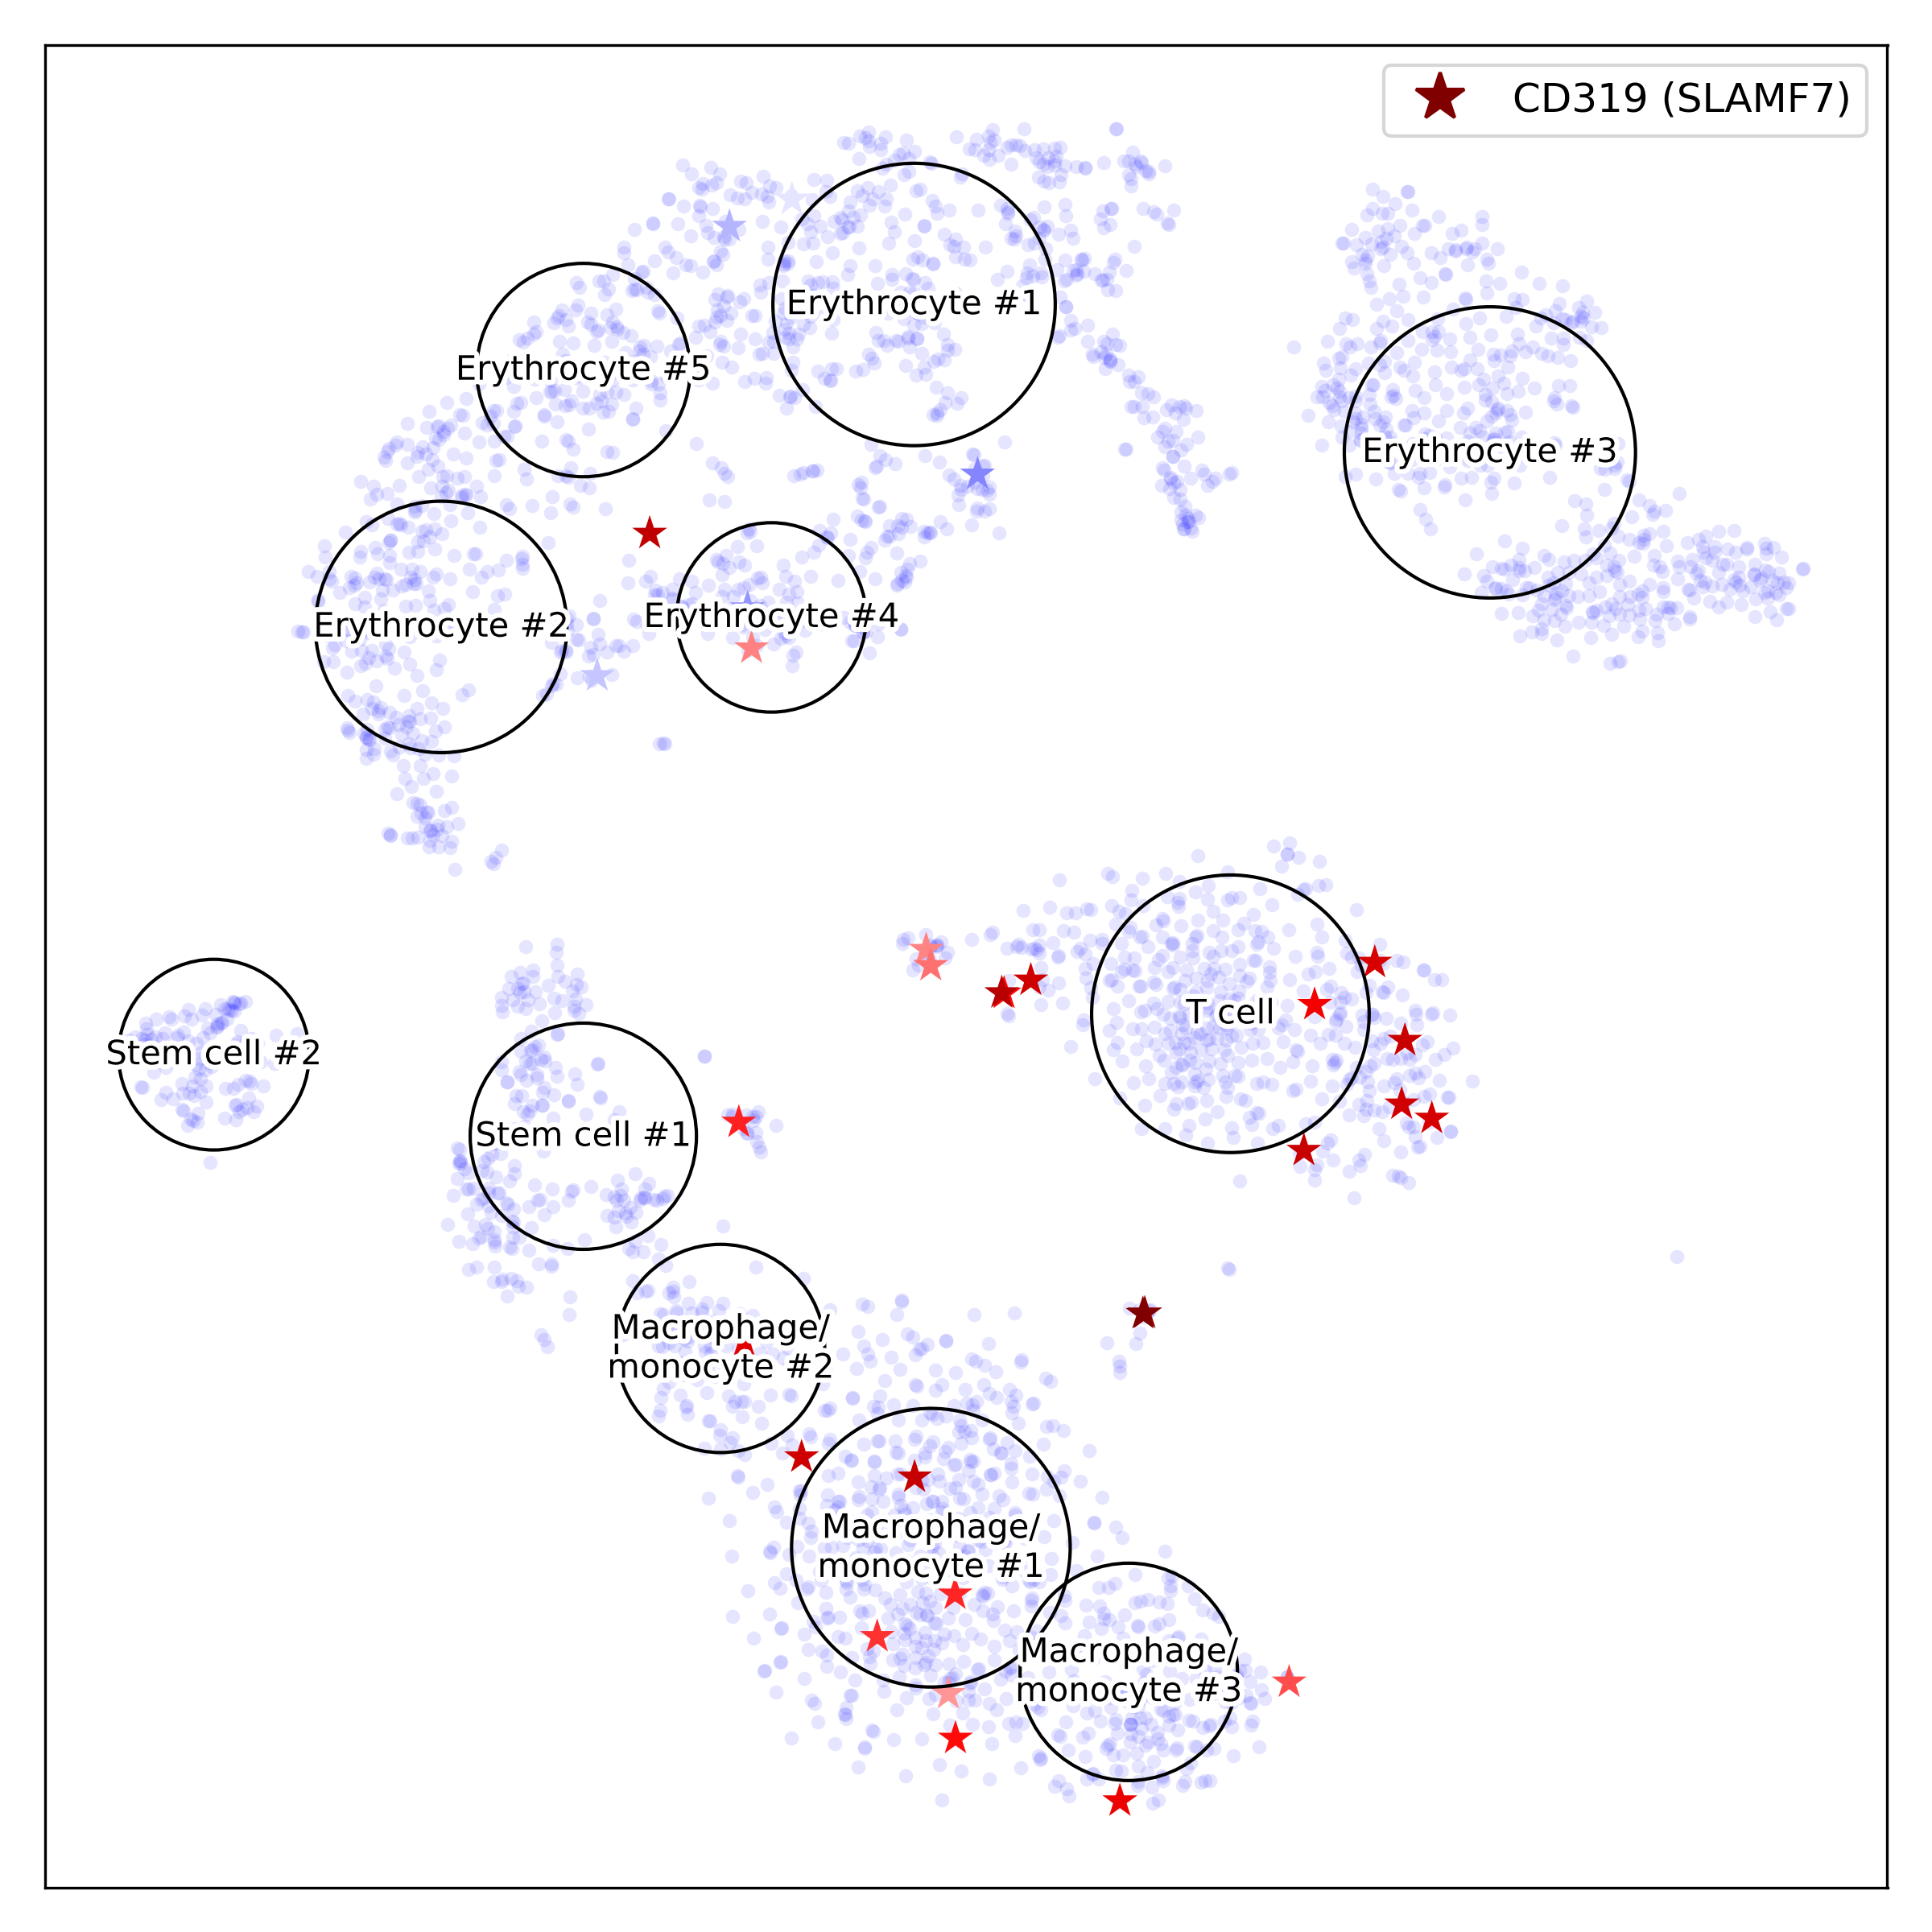 CD319 (SLAMF7)
Erythrocyte #1
Erythrocyte #5
Erythrocyte #3
Erythrocyte #4
Erythrocyte #2
T cell
Stem cell #2
Stem cell #1
Macrophage/
monocyte #2
Macrophage/
monocyte #1
Macrophage/
monocyte #3